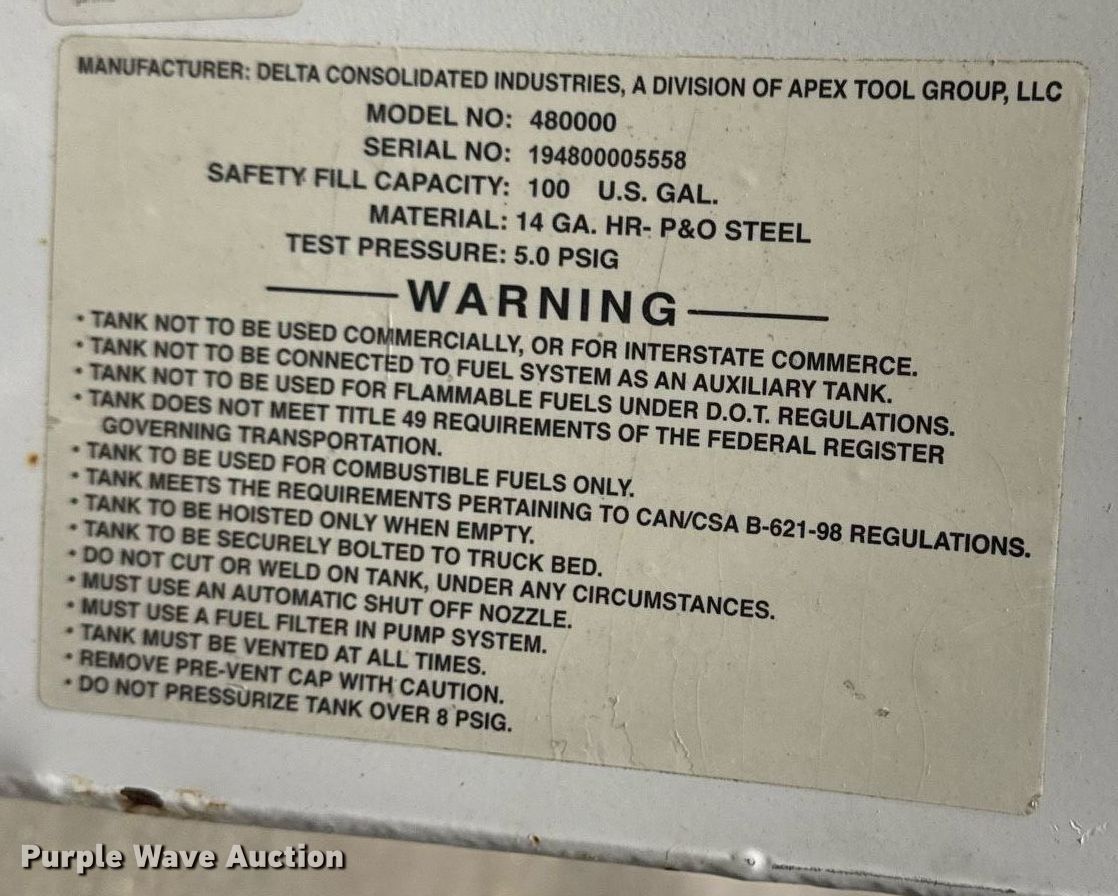 MANUFACTURER: DELTA CONSOLIDATED INDUSTRIES, A DIVISION OF APEX TOOL GROUP, LLC
MODEL NO: 480000
SERIAL NO: 194800005558
SAFETY FILL CAPACITY: 100 U.S. GAL.
MATERIAL: 14 GA. HR- P&O STEEL
TEST PRESSURE: 5.0 PSIG
WARNING
• TANK NOT TO BE USED COMMERCIALLY, OR FOR INTERSTATE COMMERCE.
• TANK NOT TO BE CONNECTED TO FUEL SYSTEM AS AN AUXILIARY TANK.
• TANK NOT TO BE USED FOR FLAMMABLE FUELS UNDER D.O.T. REGULATIONS.
• TANK DOES NOT MEET TITLE 49 REQUIREMENTS OF THE FEDERAL REGISTER
GOVERNING TRANSPORTATION.
• TANK TO BE USED FOR COMBUSTIBLE FUELS ONLY.
• TANK MEETS THE REQUIREMENTS PERTAINING TO CAN/CSA B-621-98 REGULATIONS.
• TANK TO BE HOISTED ONLY WHEN EMPTY.
• TANK TO BE SECURELY BOLTED TO TRUCK BED.
• DO NOT CUT OR WELD ON TANK, UNDER ANY CIRCUMSTANCES.
• MUST USE AN AUTOMATIC SHUT OFF NOZZLE.
• MUST USE A FUEL FILTER IN PUMP SYSTEM.
• TANK MUST BE VENTED AT ALL TIMES.
• REMOVE PRE-VENT CAP WITH CAUTION.
• DO NOT PRESSURIZE TANK OVER 8 PSIG.
Purple Wave Auction